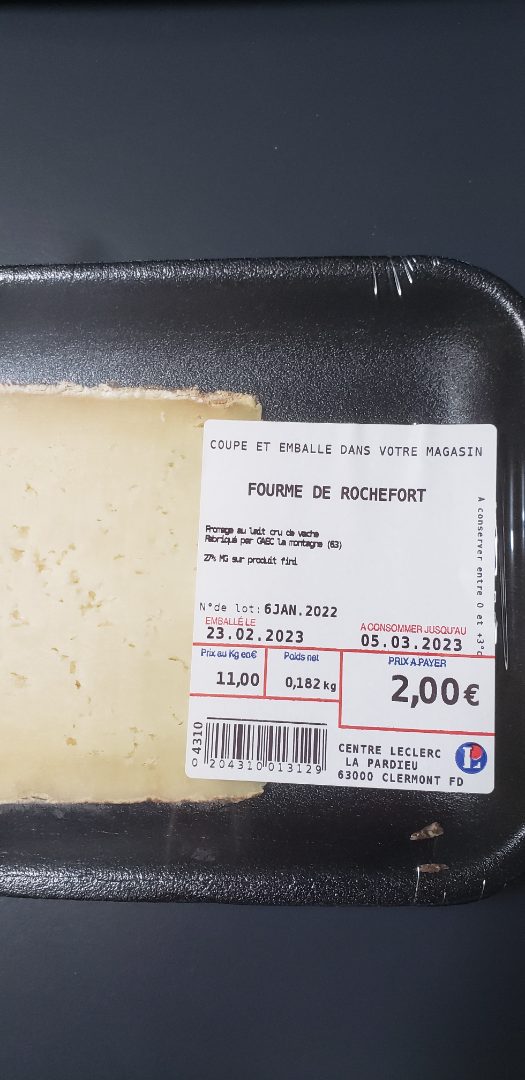 COUPE ET EMBALLE DANS VOTRE MAGASIN
FOURME DE ROCHEFORT
Fromage au lait cru de vache
Fabriqué par GAEC la montagne (63)
27% MG sur produit fini
A conserver entre 0 et +3°C
N°de lot:6JAN.2022
EMBALLÉ LE
23.02.2023
A CONSOMMER JUSQU'AU
05.03.2023
Prix au Kg en€
11,00
Poids net
0,182 kg
PRIX A PAYER
2,00€
4310
0 204310 013129
CENTRE LECLERC
LA PARDIEU
63000 CLERMONT FD
L